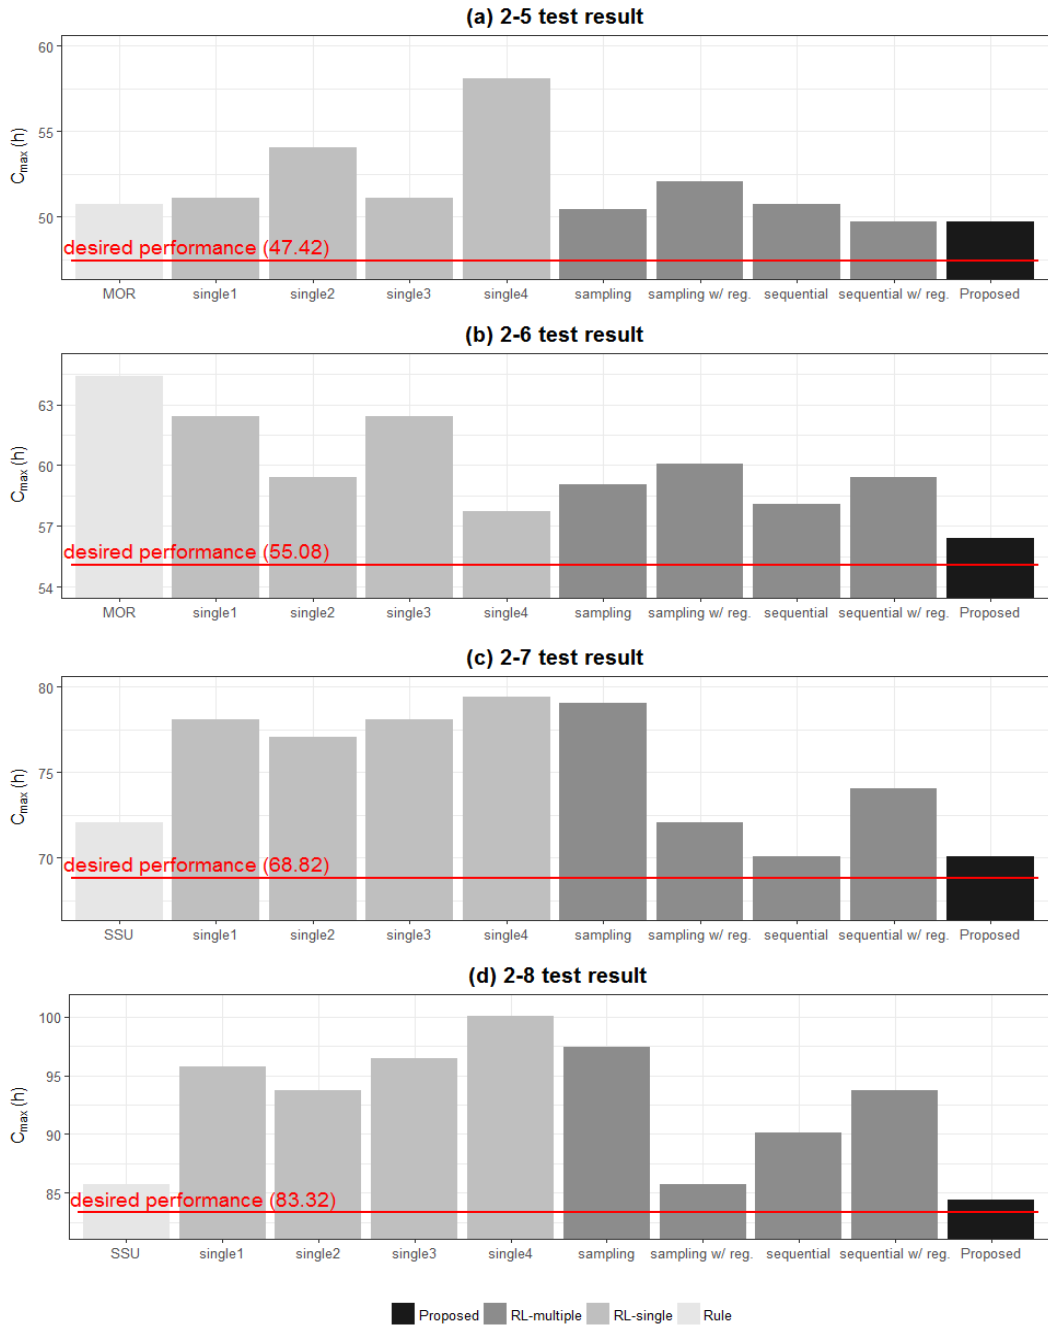 (a) 2-5 test result
60
55
50
C_max (h)
desired performance (47.42)
MOR single1 single2 single3 single4 sampling sampling w/ reg. sequential sequential w/ reg. Proposed
(b) 2-6 test result
63
60
57
54
C_max (h)
desired performance (55.08)
MOR single1 single2 single3 single4 sampling sampling w/ reg. sequential sequential w/ reg. Proposed
(c) 2-7 test result
80
75
70
C_max (h)
desired performance (68.82)
SSU single1 single2 single3 single4 sampling sampling w/ reg. sequential sequential w/ reg. Proposed
(d) 2-8 test result
100
95
90
85
C_max (h)
desired performance (83.32)
SSU single1 single2 single3 single4 sampling sampling w/ reg. sequential sequential w/ reg. Proposed
Proposed RL-multiple RL-single Rule